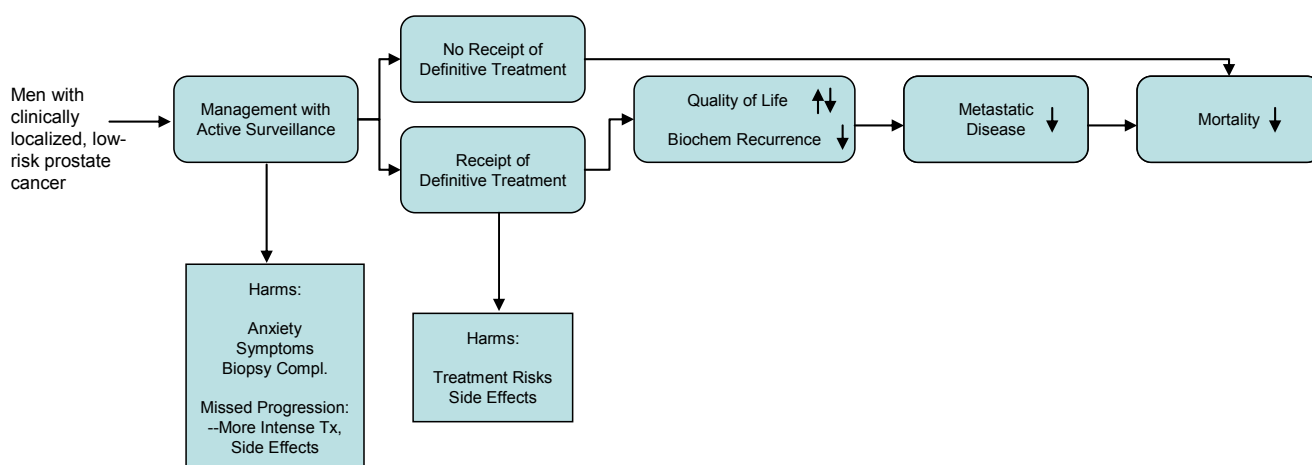 Men with
clinically
localized, low-
risk prostate
cancer
Management with
Active Surveillance
No Receipt of
Definitive Treatment
Receipt of
Definitive Treatment
Quality of Life
Biochem Recurrence
Metastatic
Disease
Mortality
Harms:
Anxiety
Symptoms
Biopsy Compl.
Missed Progression:
--More Intense Tx,
Side Effects
Harms:
Treatment Risks
Side Effects